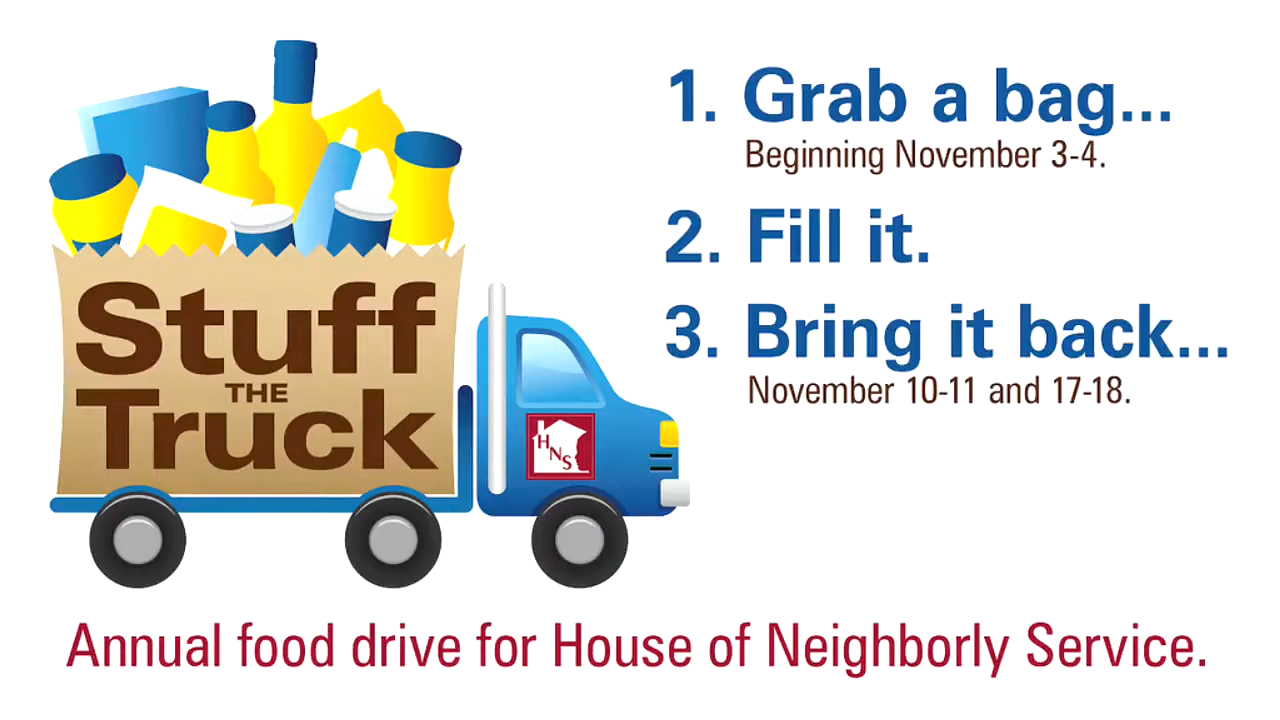 Stuff
THE
Truck
HNS
1. Grab a bag...
Beginning November 3-4.
2. Fill it.
3. Bring it back...
November 10-11 and 17-18.
Annual food drive for House of Neighborly Service.